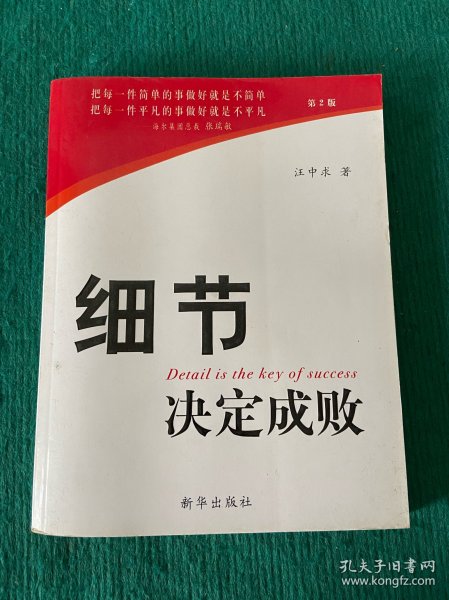 把每一件简单的事做好就是不简单
把每一件平凡的事做好就是不平凡
海尔集团总裁 张瑞敏
第2版
汪中求 著
细节
Detail is the key of success
决定成败
新华出版社
孔夫子旧书网
www.kongfz.com